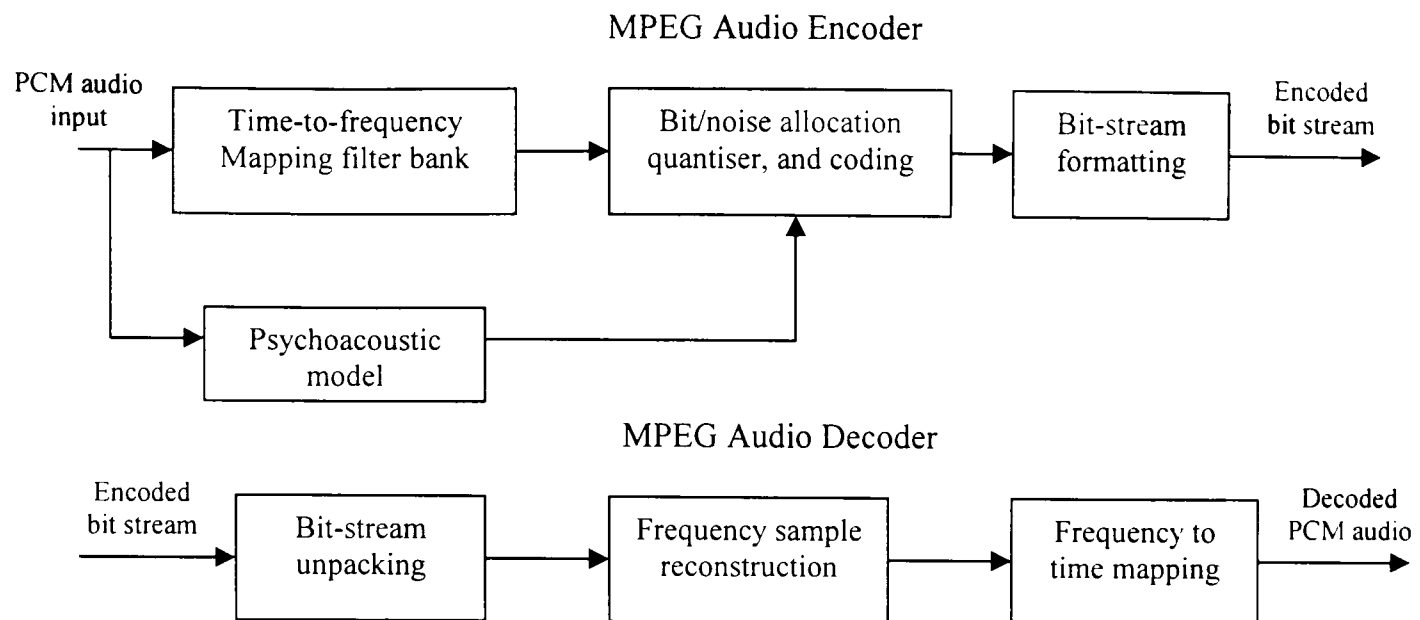 MPEG Audio Encoder
PCM audio
input
Time-to-frequency
Mapping filter bank
Bit/noise allocation
quantiser, and coding
Bit-stream
formatting
Encoded
bit stream
Psychoacoustic
model
MPEG Audio Decoder
Encoded
bit stream
Bit-stream
unpacking
Frequency sample
reconstruction
Frequency to
time mapping
Decoded
PCM audio